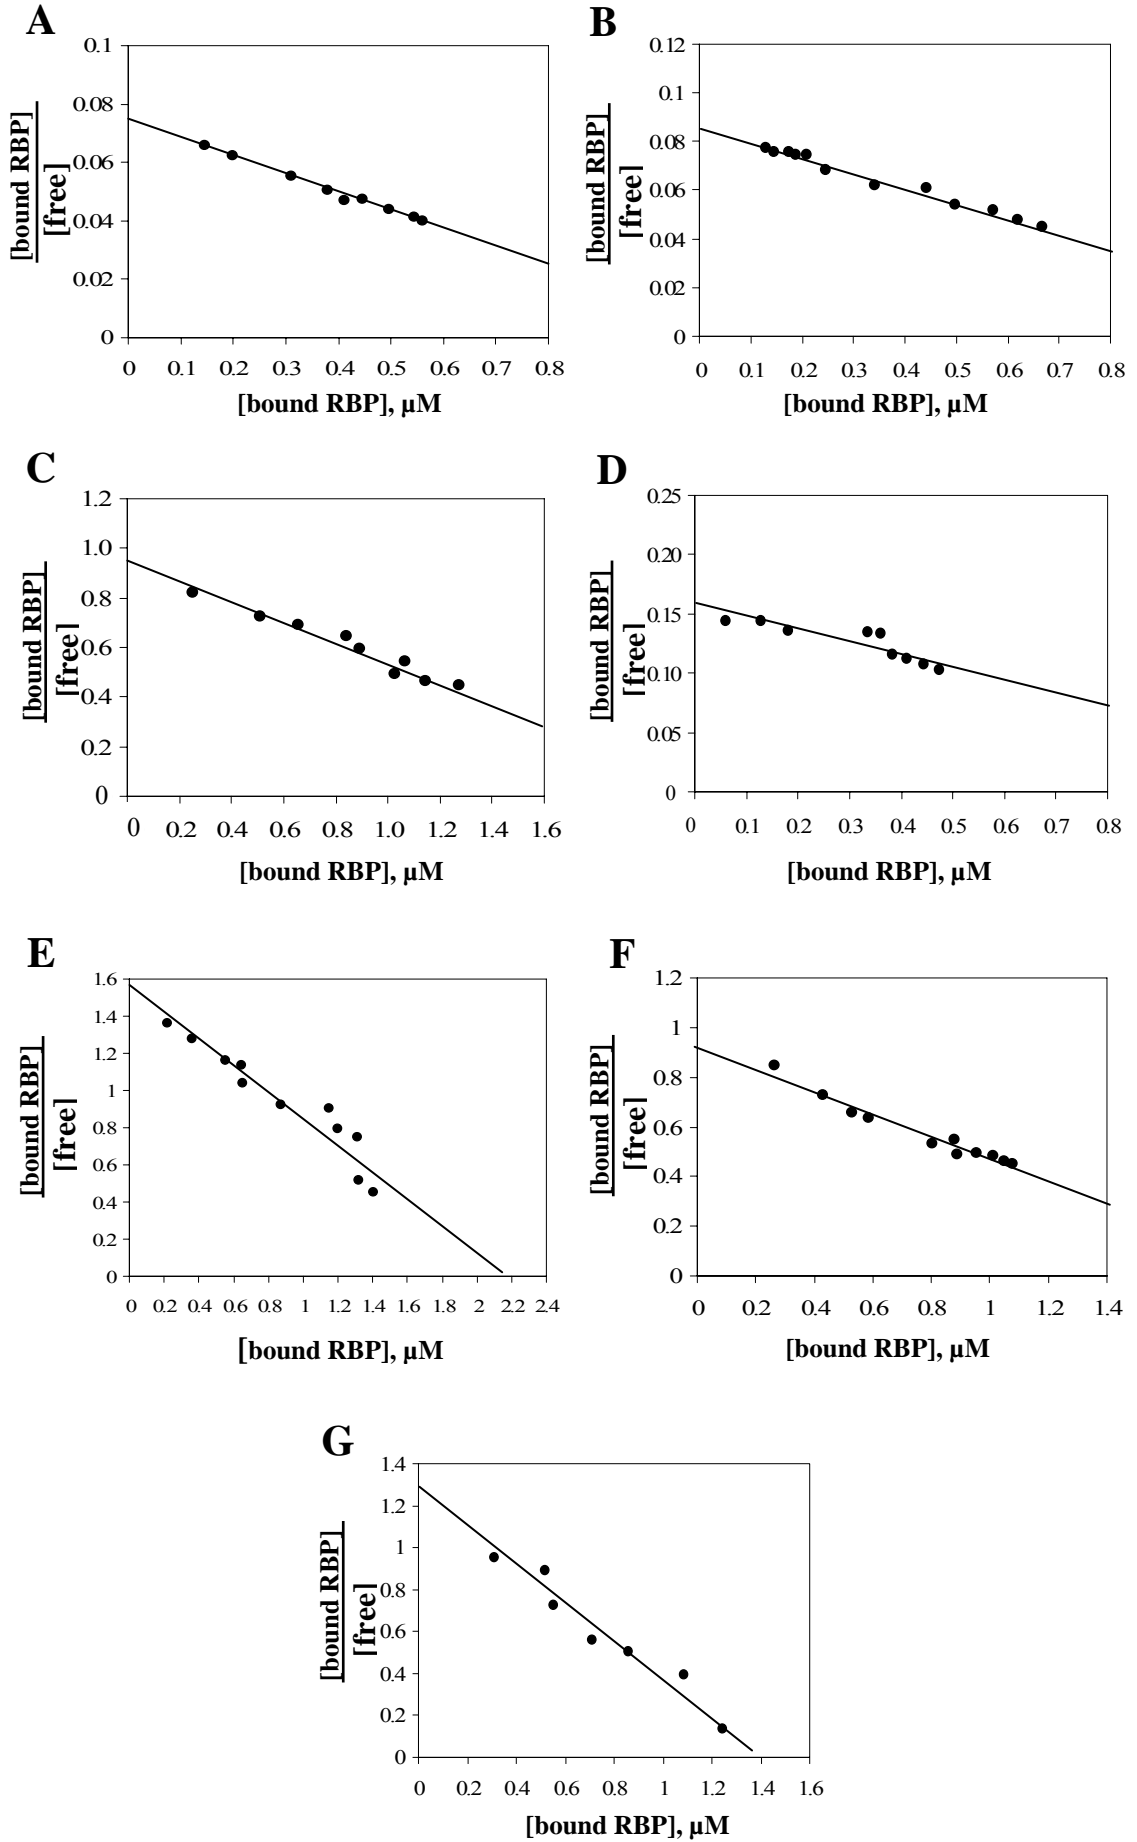 A
0.1
0.08
0.06
0.04
0.02
0
[bound RBP]
[free]
0 0.1 0.2 0.3 0.4 0.5 0.6 0.7 0.8
[bound RBP], µM
B
0.12
0.1
0.08
0.06
0.04
0.02
0
[bound RBP]
[free]
0 0.1 0.2 0.3 0.4 0.5 0.6 0.7 0.8
[bound RBP], µM
C
1.2
1.0
0.8
0.6
0.4
0.2
0
[bound RBP]
[free]
0 0.2 0.4 0.6 0.8 1.0 1.2 1.4 1.6
[bound RBP], µM
D
0.25
0.20
0.15
0.10
0.05
0
[bound RBP]
[free]
0 0.1 0.2 0.3 0.4 0.5 0.6 0.7 0.8
[bound RBP], µM
E
1.6
1.4
1.2
1
0.8
0.6
0.4
0.2
0
[bound RBP]
[free]
0 0.2 0.4 0.6 0.8 1 1.2 1.4 1.6 1.8 2 2.2 2.4
[bound RBP], µM
F
1.2
1
0.8
0.6
0.4
0.2
0
[bound RBP]
[free]
0 0.2 0.4 0.6 0.8 1 1.2 1.4
[bound RBP], µM
G
1.4
1.2
1
0.8
0.6
0.4
0.2
0
[bound RBP]
[free]
0 0.2 0.4 0.6 0.8 1 1.2 1.4 1.6
[bound RBP], µM